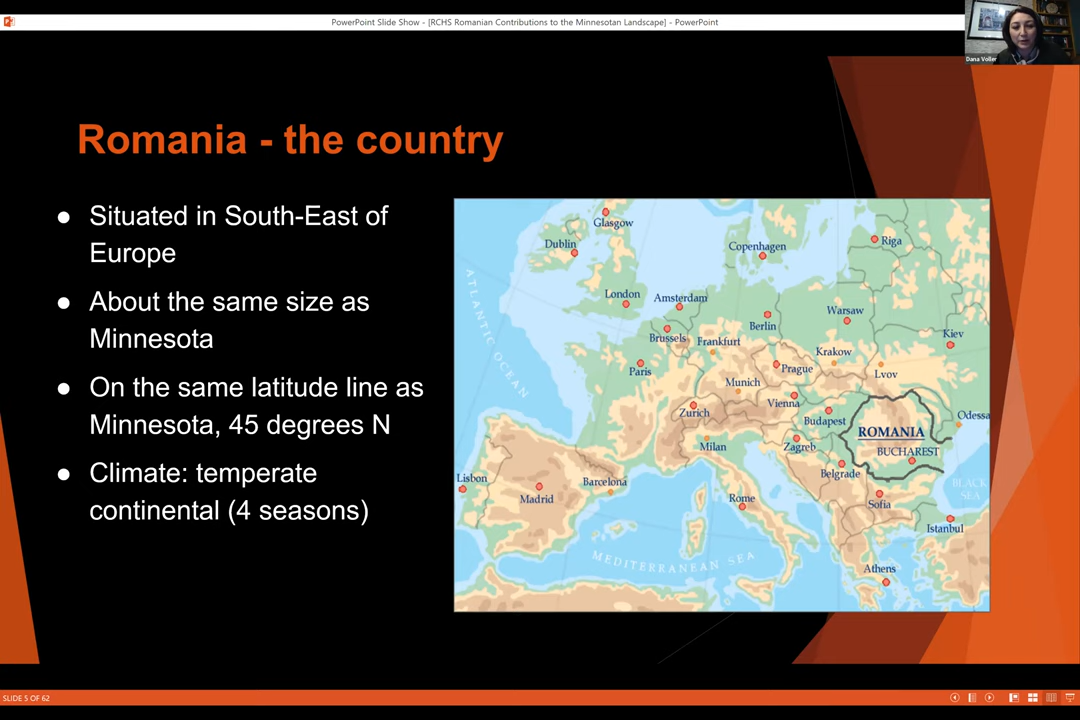 PowerPoint Slide Show - [RCHS Romanian Contributions to the Minnesotan Landscape] - PowerPoint
Dana Voller
Romania - the country
● Situated in South-East of
Europe
● About the same size as
Minnesota
● On the same latitude line as
Minnesota, 45 degrees N
● Climate: temperate
continental (4 seasons)
Glasgow
Dublin
Copenhagen
Riga
London
Amsterdam
ATLANTIC OCEAN
Berlin
Warsaw
Brussels
Frankfurt
Kiev
Krakow
Paris
Prague
Lvov
Munich
Vienna
Zurich
Budapest
Odessa
ROMANIA
Milan
Zagreb
BUCHAREST
Belgrade
Lisbon
Barcelona
BLACK
SEA
Madrid
Rome
Sofia
Istanbul
MEDITERRANEAN SEA
Athens
SLIDE 5 OF 62